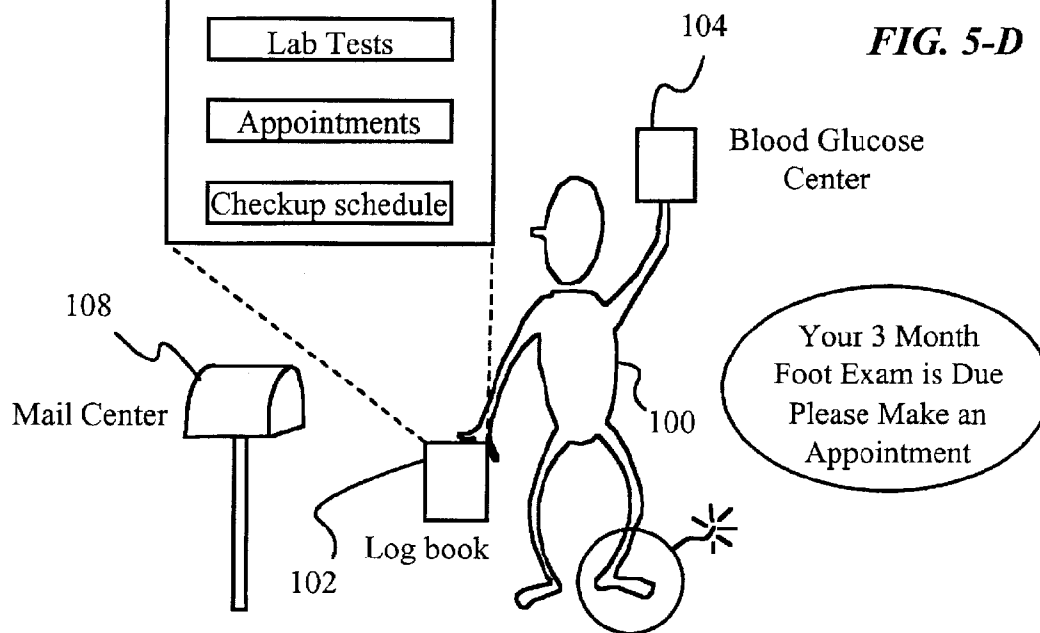 FIG. 5-D
Lab Tests
Appointments
Checkup schedule
104
Blood Glucose
Center
108
Mail Center
Your 3 Month
Foot Exam is Due
Please Make an
Appointment
100
Log book
102